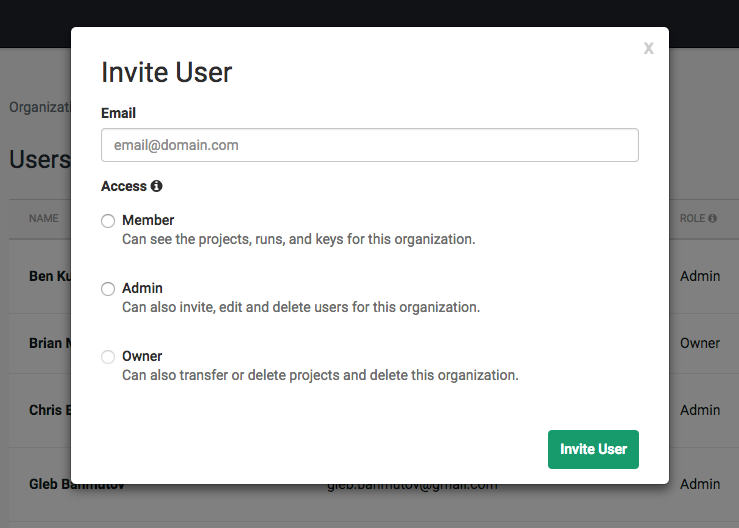 X
Invite User
Email
email@domain.com
Access
Member
Can see the projects, runs, and keys for this organization.
Admin
Can also invite, edit and delete users for this organization.
Owner
Can also transfer or delete projects and delete this organization.
Invite User
Users
NAME
ROLE
Ben
Admin
Brian
Owner
Chris
Admin
Gleb Bahmutov
gleb.bahmutov@gmail.com
Admin